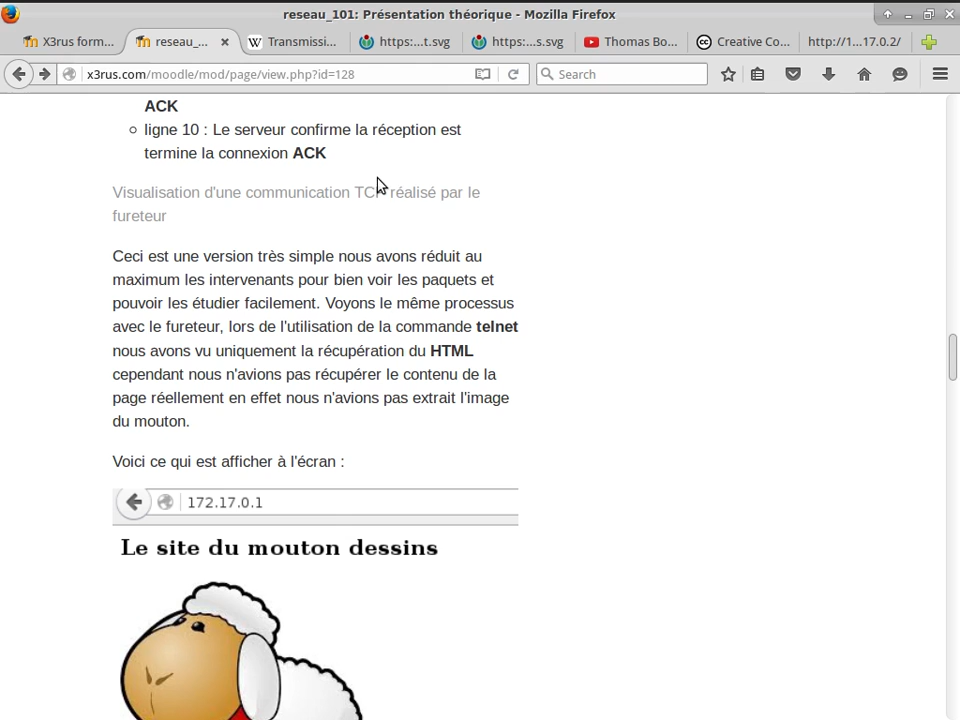 reseau_101: Présentation théorique - Mozilla Firefox
X3rus form...
reseau_...
Transmissi...
https:...t.svg
https:...s.svg
Thomas Bo...
Creative Co...
http://1...17.0.2/
x3rus.com/moodle/mod/page/view.php?id=128
Search
ACK
ligne 10 : Le serveur confirme la réception est
termine la connexion ACK
Visualisation d'une communication TCP réalisé par le
fureteur
Ceci est une version très simple nous avons réduit au
maximum les intervenants pour bien voir les paquets et
pouvoir les étudier facilement. Voyons le même processus
avec le fureteur, lors de l'utilisation de la commande telnet
nous avons vu uniquement la récupération du HTML
cependant nous n'avions pas récupérer le contenu de la
page réellement en effet nous n'avions pas extrait l'image
du mouton.
Voici ce qui est afficher à l'écran :
172.17.0.1
Le site du mouton dessins